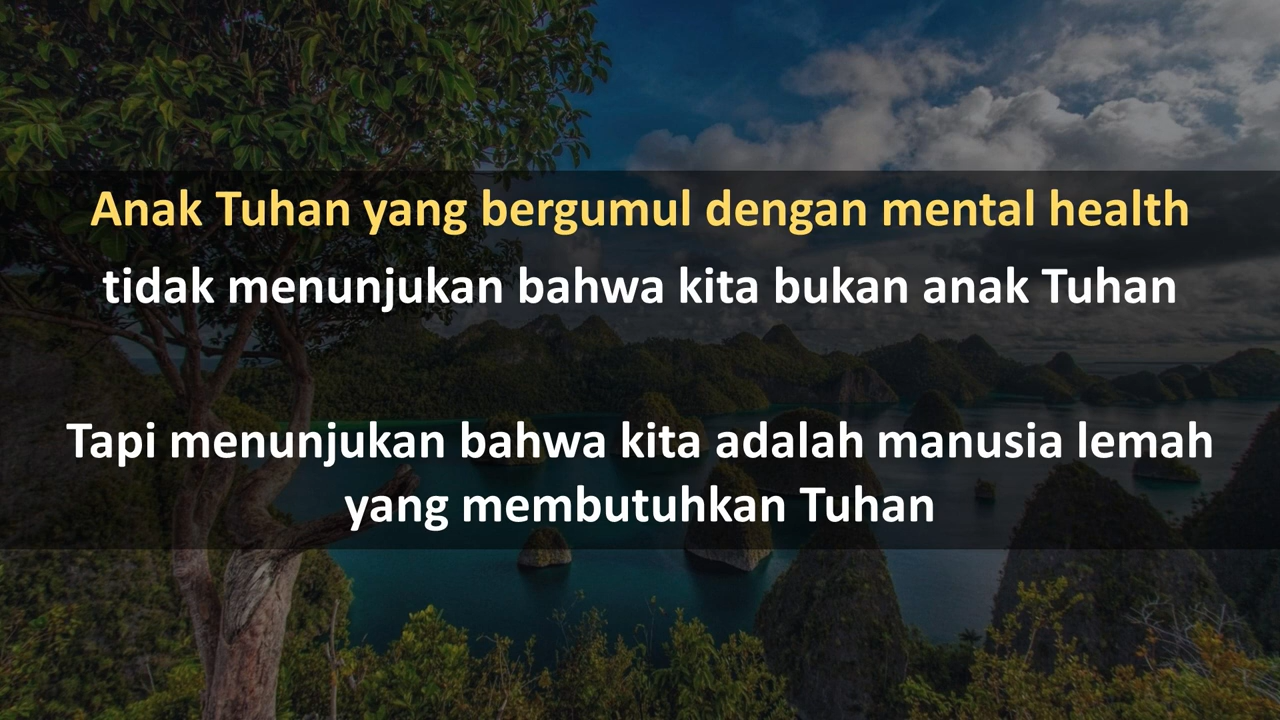 Anak Tuhan yang bergumul dengan mental health
tidak menunjukan bahwa kita bukan anak Tuhan
Tapi menunjukan bahwa kita adalah manusia lemah
yang membutuhkan Tuhan